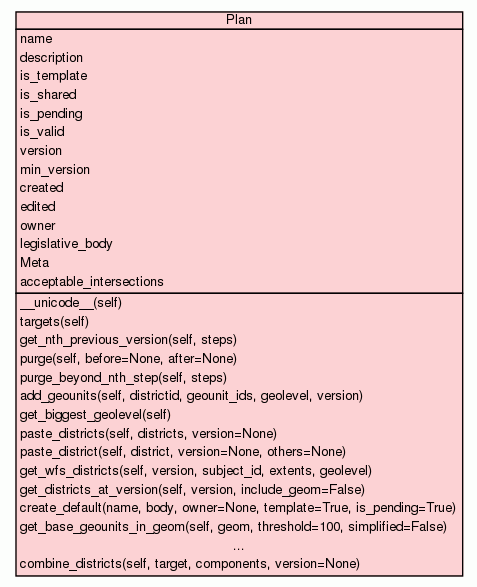 Plan
name
description
is_template
is_shared
is_pending
is_valid
version
min_version
created
edited
owner
legislative_body
Meta
acceptable_intersections
__unicode__(self)
targets(self)
get_nth_previous_version(self, steps)
purge(self, before=None, after=None)
purge_beyond_nth_step(self, steps)
add_geounits(self, districtid, geounit_ids, geolevel, version)
get_biggest_geolevel(self)
paste_districts(self, districts, version=None)
paste_district(self, district, version=None, others=None)
get_wfs_districts(self, version, subject_id, extents, geolevel)
get_districts_at_version(self, version, include_geom=False)
create_default(name, body, owner=None, template=True, is_pending=True)
get_base_geounits_in_geom(self, geom, threshold=100, simplified=False)
...
combine_districts(self, target, components, version=None)